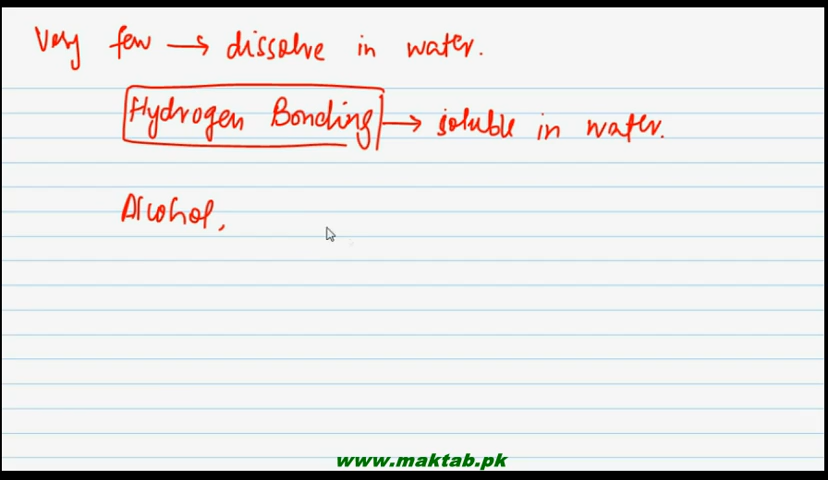 Very few → dissolve in water.
Hydrogen Bonding → soluble in water.
Alcohol,
www.maktab.pk